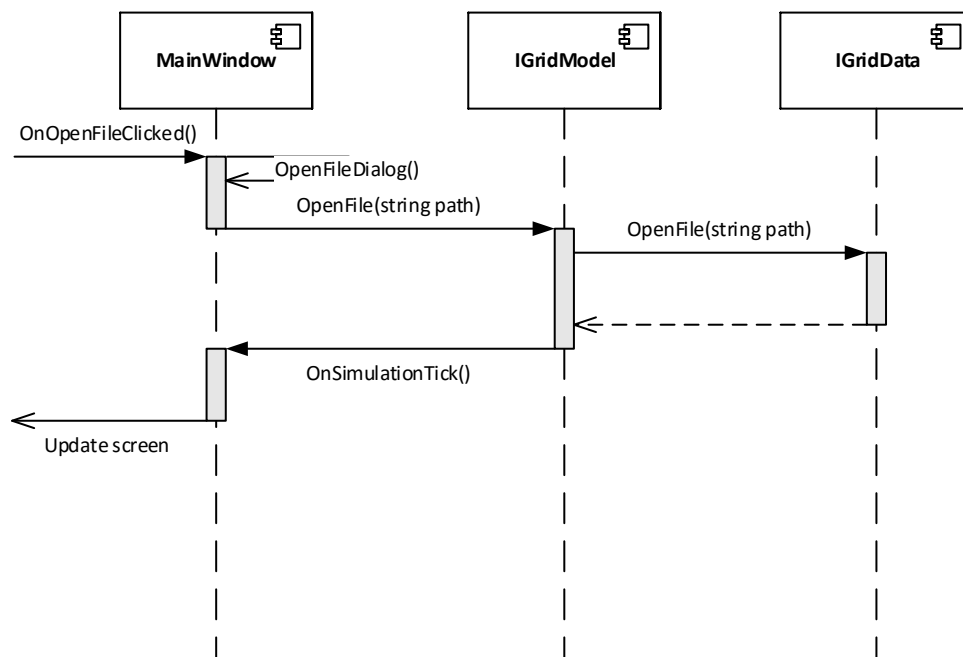 MainWindow
IGridModel
IGridData
OnOpenFileClicked()
OpenFileDialog()
OpenFile(string path)
OpenFile(string path)
OnSimulationTick()
Update screen